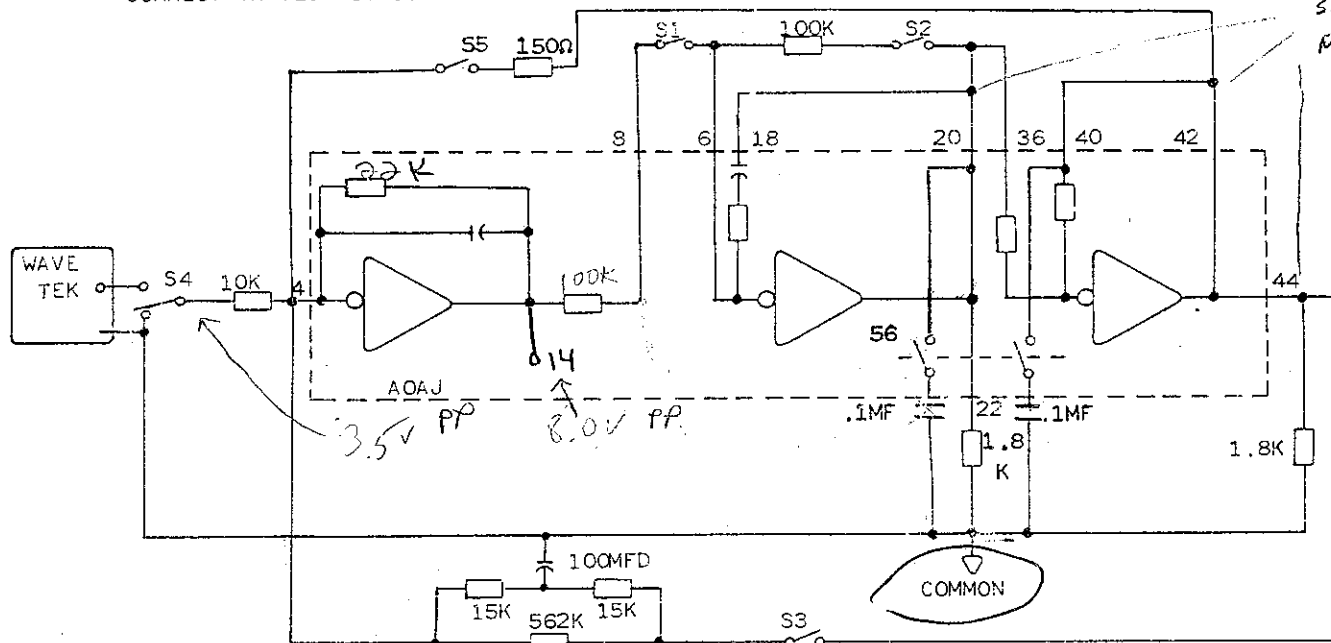 S5
150Ω
S1
100K
S2
8
6
18
20
36
40
42
22K
WAVE
TEK
S4
10K
4
100K
44
56
14
AOAJ
3.5V PP
8.0V PP.
.1MF
22
.1MF
1.8
K
1.8K
100MFD
COMMON
15K
15K
562K
S3